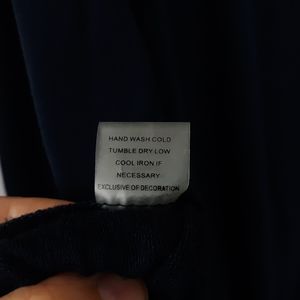 HAND WASH COLD
TUMBLE DRY LOW
COOL IRON IF
NECESSARY
EXCLUSIVE OF DECORATION